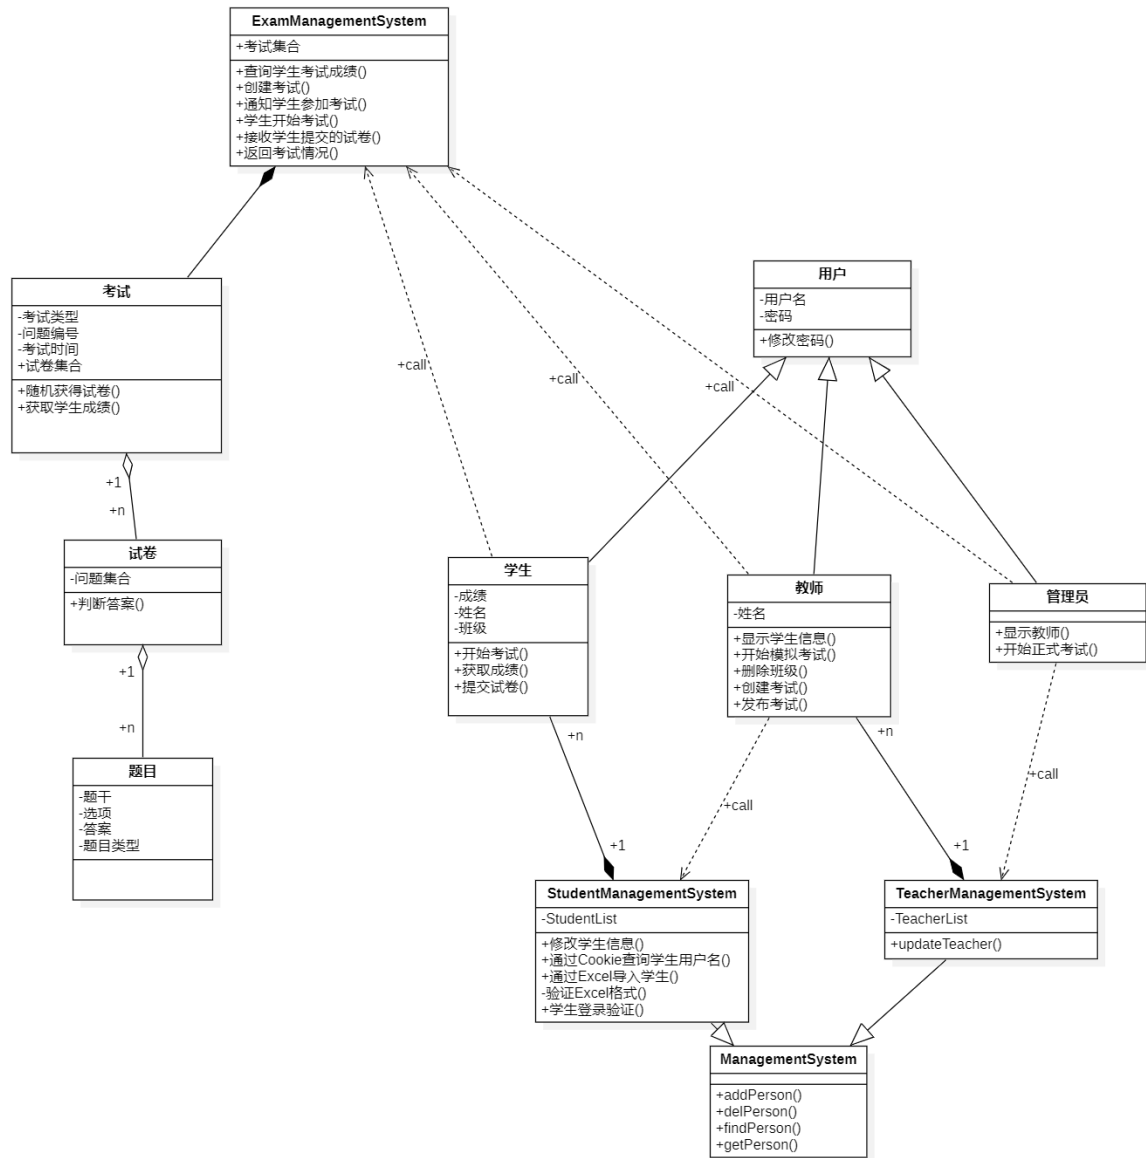 ExamManagementSystem
+考试集合
+查询学生考试成绩()
+创建考试()
+通知学生参加考试()
+学生开始考试()
+接收学生提交的试卷()
+返回考试情况()
考试
-考试类型
-问题编号
-考试时间
+试卷集合
+随机获得试卷()
+获取学生成绩()
用户
-用户名
-密码
+修改密码()
+call
+call
+call
+1
+n
试卷
-问题集合
+判断答案()
+1
+n
题目
-题干
-选项
-答案
-题目类型
学生
-成绩
-姓名
-班级
+开始考试()
+获取成绩()
+提交试卷()
教师
-姓名
+显示学生信息()
+开始模拟考试()
+删除班级()
+创建考试()
+发布考试()
管理员
+显示教师()
+开始正式考试()
+n
+n
+call
+call
+1
+1
StudentManagementSystem
-StudentList
+修改学生信息()
+通过Cookie查询学生用户名()
+通过Excel导入学生()
-验证Excel格式()
+学生登录验证()
TeacherManagementSystem
-TeacherList
+updateTeacher()
ManagementSystem
+addPerson()
+delPerson()
+findPerson()
+getPerson()